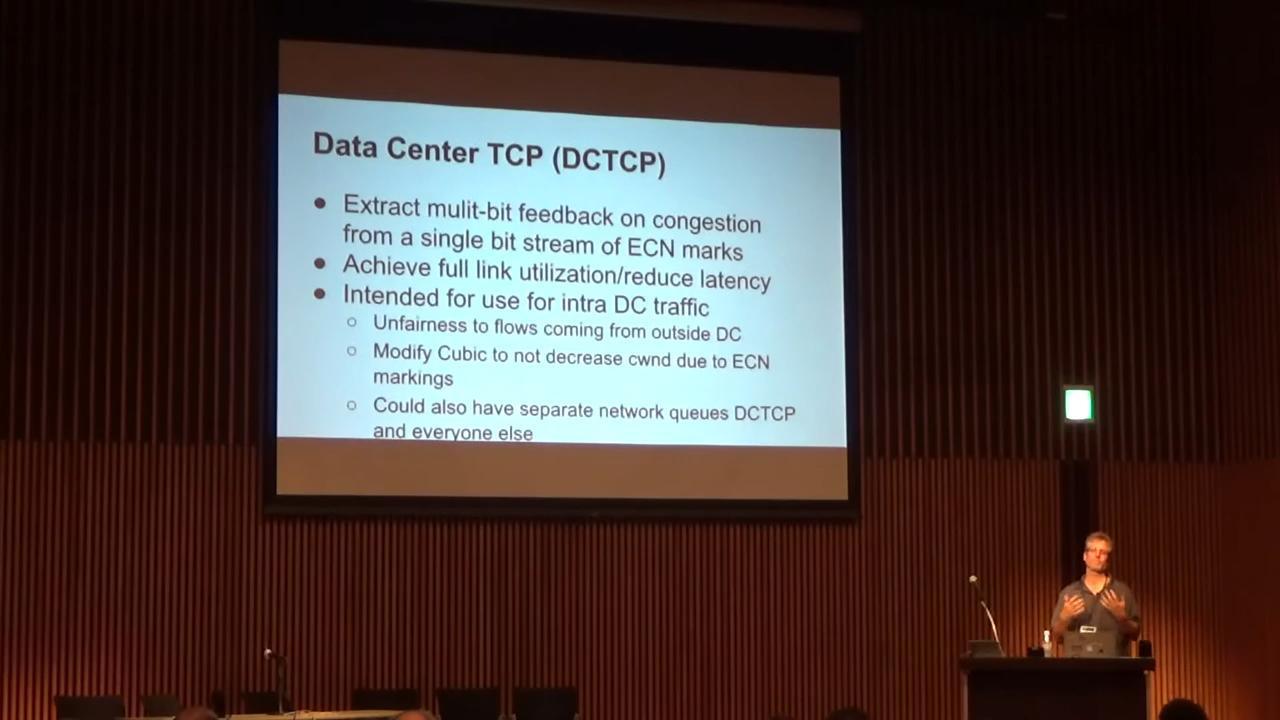 Data Center TCP (DCTCP)
● Extract mulit-bit feedback on congestion
from a single bit stream of ECN marks
● Achieve full link utilization/reduce latency
● Intended for use for intra DC traffic
○ Unfairness to flows coming from outside DC
○ Modify Cubic to not decrease cwnd due to ECN
markings
○ Could also have separate network queues DCTCP
and everyone else